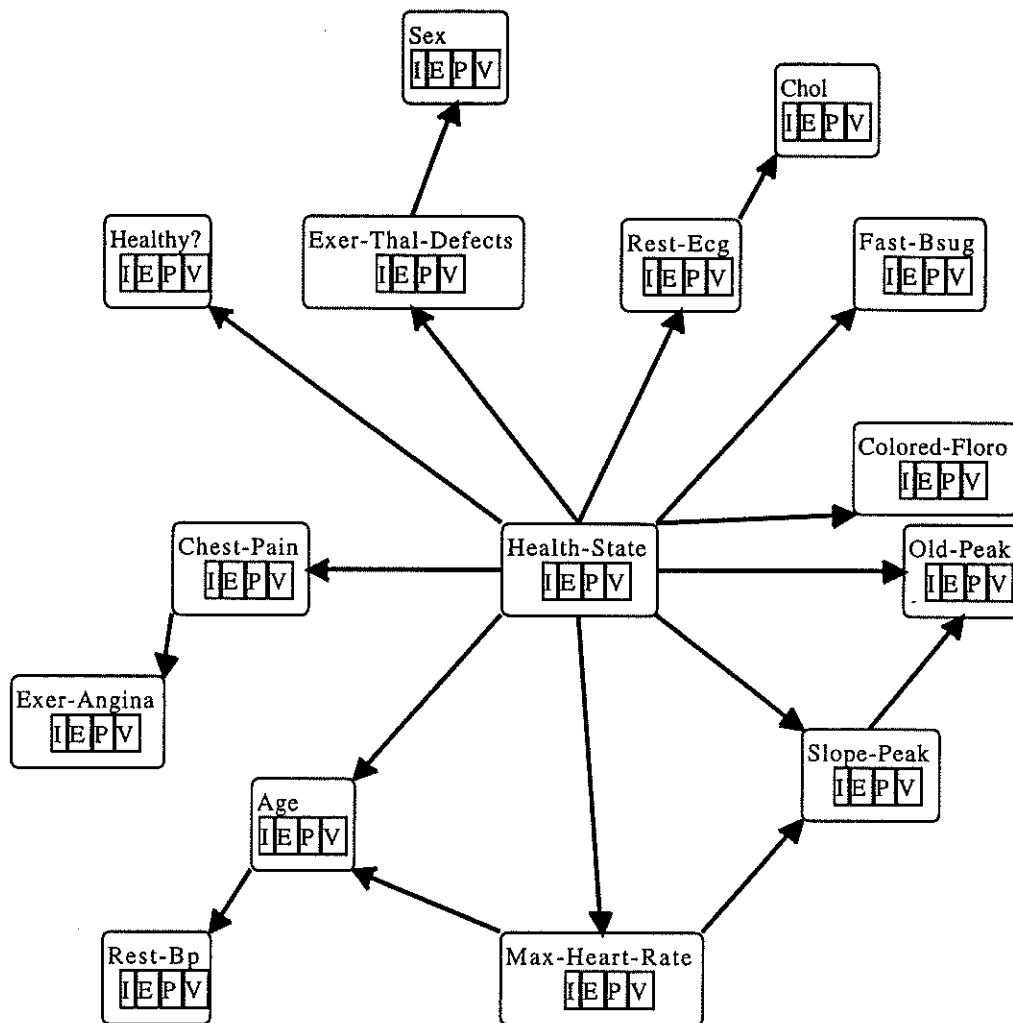 Sex
I E P V
Chol
I E P V
Healthy?
I E P V
Exer-Thal-Defects
I E P V
Rest-Ecg
I E P V
Fast-Bsug
I E P V
Colored-Floro
I E P V
Chest-Pain
I E P V
Health-State
I E P V
Old-Peak
I E P V
Exer-Angina
I E P V
Slope-Peak
I E P V
Age
I E P V
Rest-Bp
I E P V
Max-Heart-Rate
I E P V